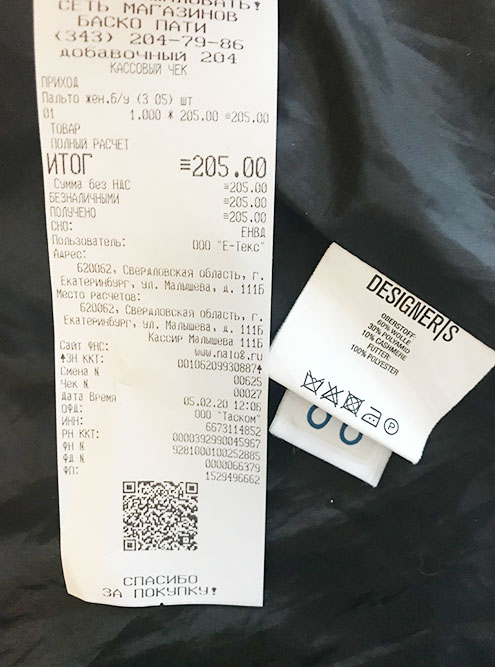 СЕТЬ МАГАЗИНОВ
БАСКО ПАТИ
(343) 204-79-86
добавочный 204
КАССОВЫЙ ЧЕК
ПРИХОД
Пальто жен.б/у (3 05) шт
01 1.000 * 205.00 =205.00
ТОВАР
ПОЛНЫЙ РАСЧЕТ
ИТОГ =205.00
Сумма без НДС =205.00
БЕЗНАЛИЧНЫМИ =205.00
ПОЛУЧЕНО =205.00
СНО: ЕНВД
Пользователь: ООО "Е-Текс"
Адрес:
620062, Свердловская область, г.
Екатеринбург, ул. Малышева, д. 111Б
Место расчетов:
620062, Свердловская область, г.
Екатеринбург, ул. Малышева, д. 111Б
Кассир Малышева 111Б
Сайт ФНС: www.nalog.ru
ЗН ККТ: 00106209930887
Смена N 00625
Чек N 00027
Дата Время 05.02.20 12:06
ОФД: ООО "Таском"
ИНН: 6673114852
РН ККТ: 0000392990045967
ФН N 9281000100252885
ФД N 0000066379
ФП: 1529496662
СПАСИБО
ЗА ПОКУПКУ!
DESIGNER|S
OBERSTOFF:
60% WOLLE
30% POLYAMID
10% CASHMERE
FUTTER:
100% POLYESTER
P